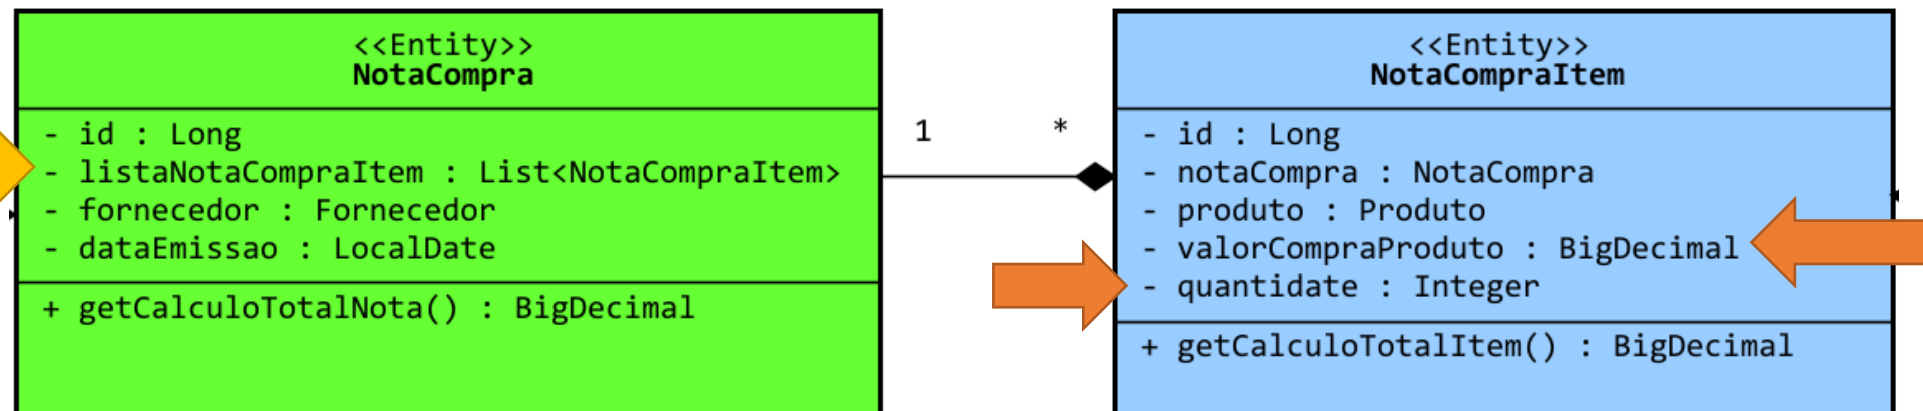 <<Entity>>
NotaCompra
- id : Long
- listaNotaCompraItem : List<NotaCompraItem>
- fornecedor : Fornecedor
- dataEmissao : LocalDate
+ getCalculoTotalNota() : BigDecimal
1 *
<<Entity>>
NotaCompraItem
- id : Long
- notaCompra : NotaCompra
- produto : Produto
- valorCompraProduto : BigDecimal
- quantidate : Integer
+ getCalculoTotalItem() : BigDecimal